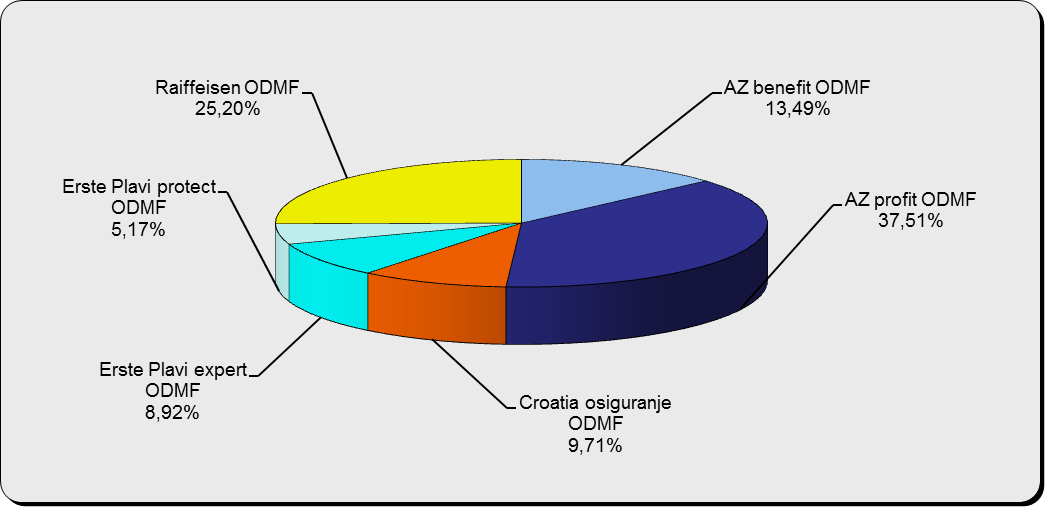 Raiffeisen ODMF
25,20%
AZ benefit ODMF
13,49%
Erste Plavi protect
ODMF
5,17%
AZ profit ODMF
37,51%
Erste Plavi expert
ODMF
8,92%
Croatia osiguranje
ODMF
9,71%